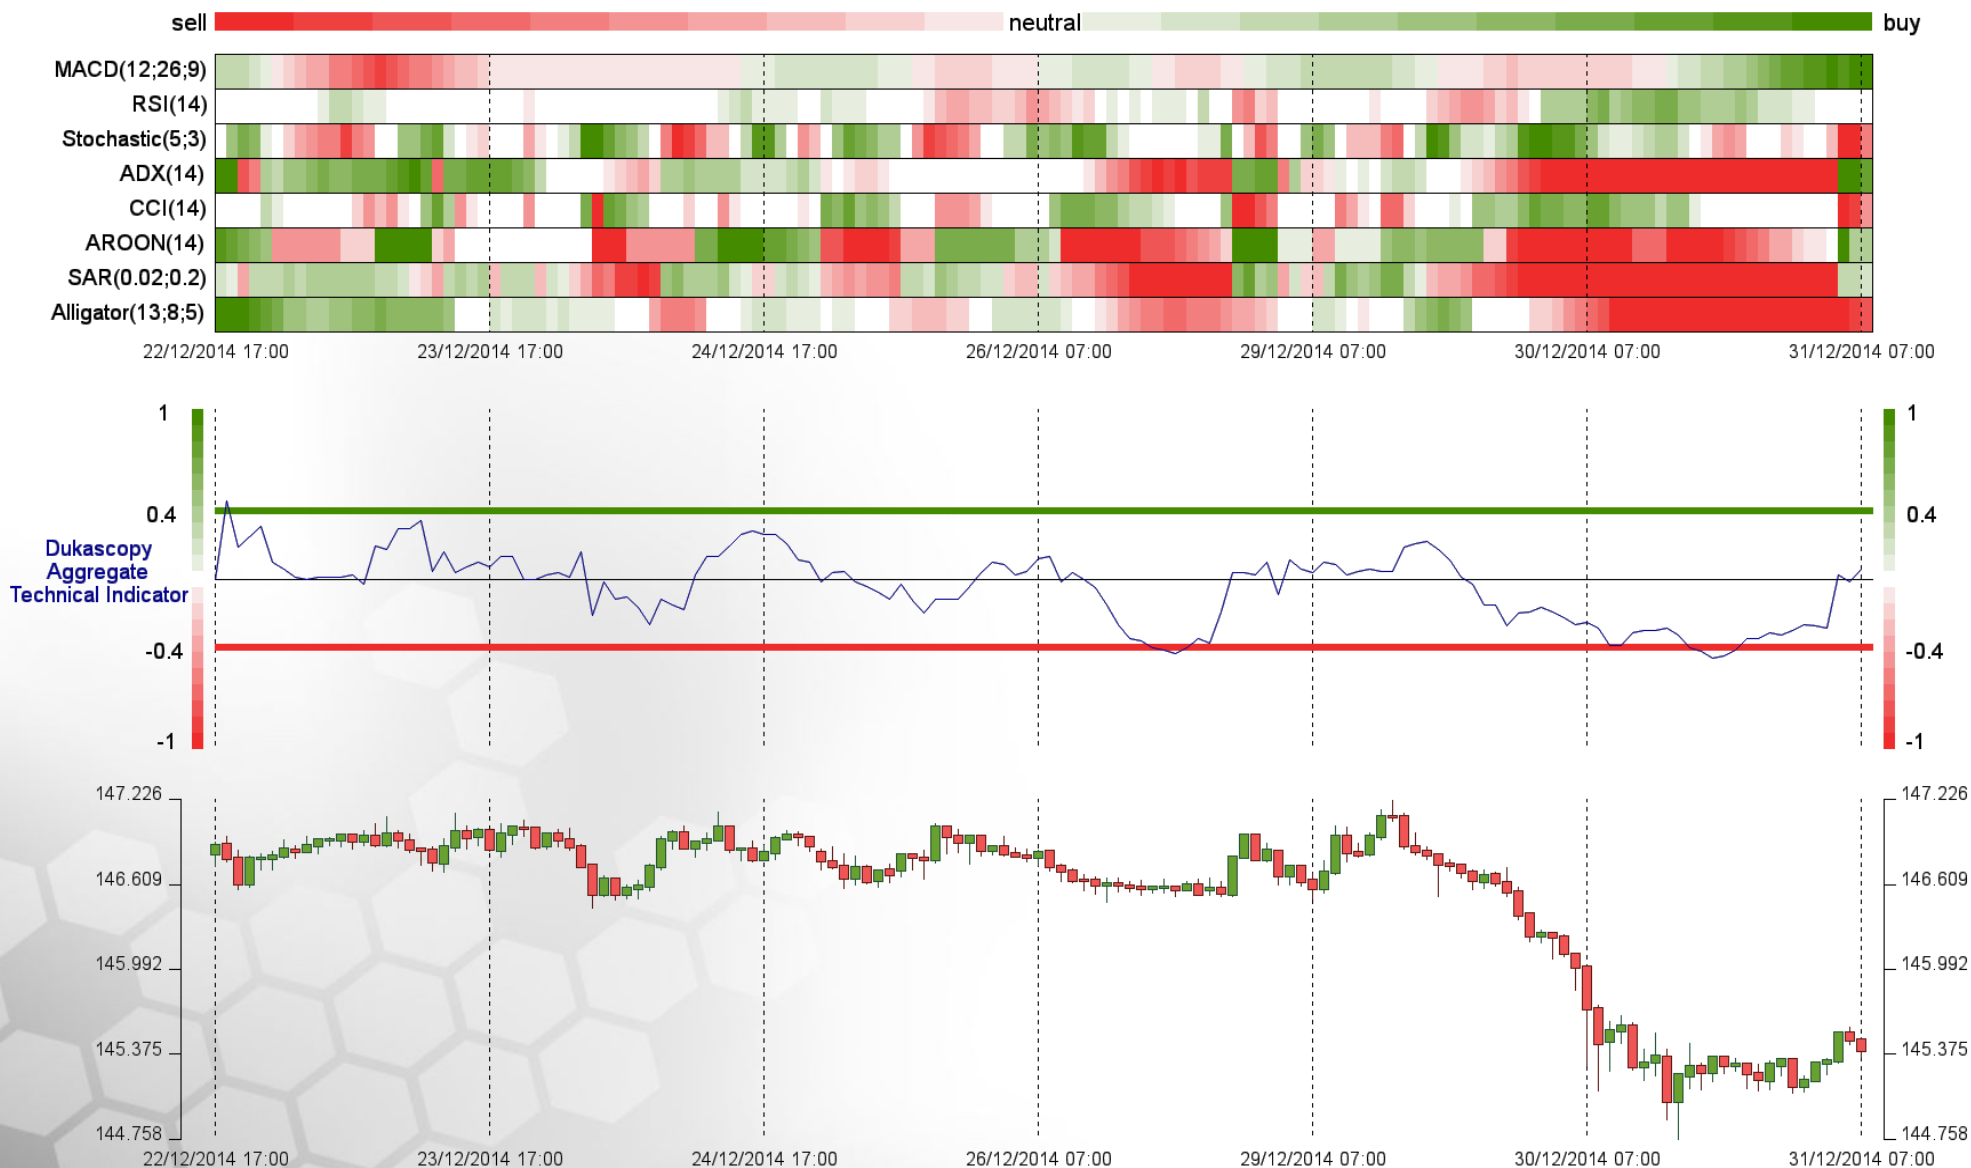 sell neutral buy
MACD(12;26;9)
RSI(14)
Stochastic(5;3)
ADX(14)
CCI(14)
AROON(14)
SAR(0.02;0.2)
Alligator(13;8;5)
22/12/2014 17:00 23/12/2014 17:00 24/12/2014 17:00 26/12/2014 07:00 29/12/2014 07:00 30/12/2014 07:00 31/12/2014 07:00
1 1
0.4 0.4
Dukascopy
Aggregate
Technical Indicator
-0.4 -0.4
-1 -1
147.226 147.226
146.609 146.609
145.992 145.992
145.375 145.375
144.758 144.758
22/12/2014 17:00 23/12/2014 17:00 24/12/2014 17:00 26/12/2014 07:00 29/12/2014 07:00 30/12/2014 07:00 31/12/2014 07:00